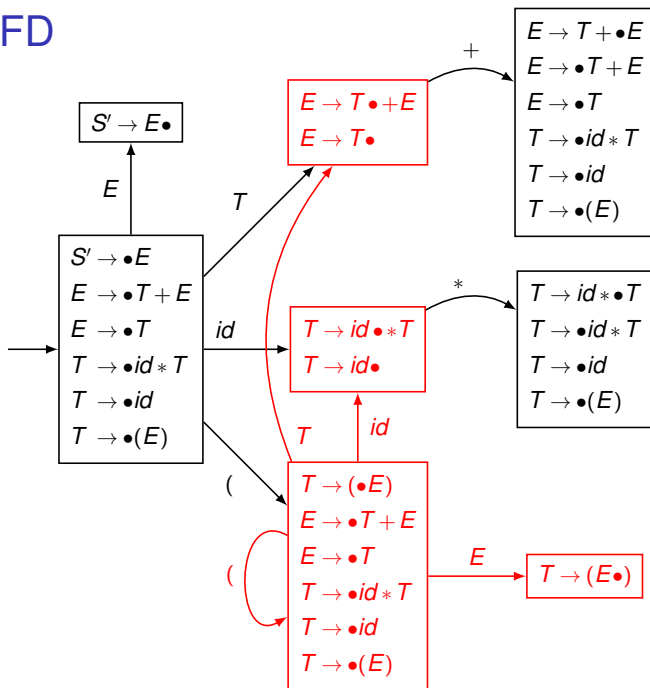 FD
S′ → E•
E
S′ → •E
E → •T + E
E → •T
T → •id * T
T → •id
T → •(E)
T
id
(
E → T • +E
E → T•
+
E → T + •E
E → •T + E
E → •T
T → •id * T
T → •id
T → •(E)
T → id • *T
T → id•
*
T → id * •T
T → •id * T
T → •id
T → •(E)
T
id
T → (•E)
E → •T + E
E → •T
T → •id * T
T → •id
T → •(E)
(
E
T → (E•)